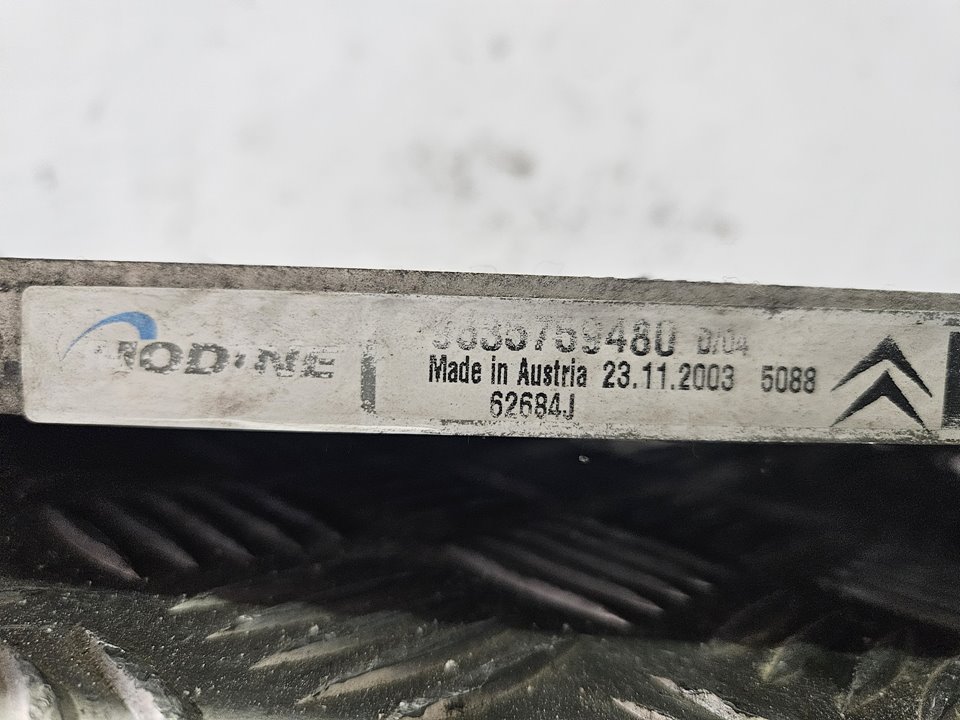 MODINE
9635759480 D/04
Made in Austria 23.11.2003 5088
62684J